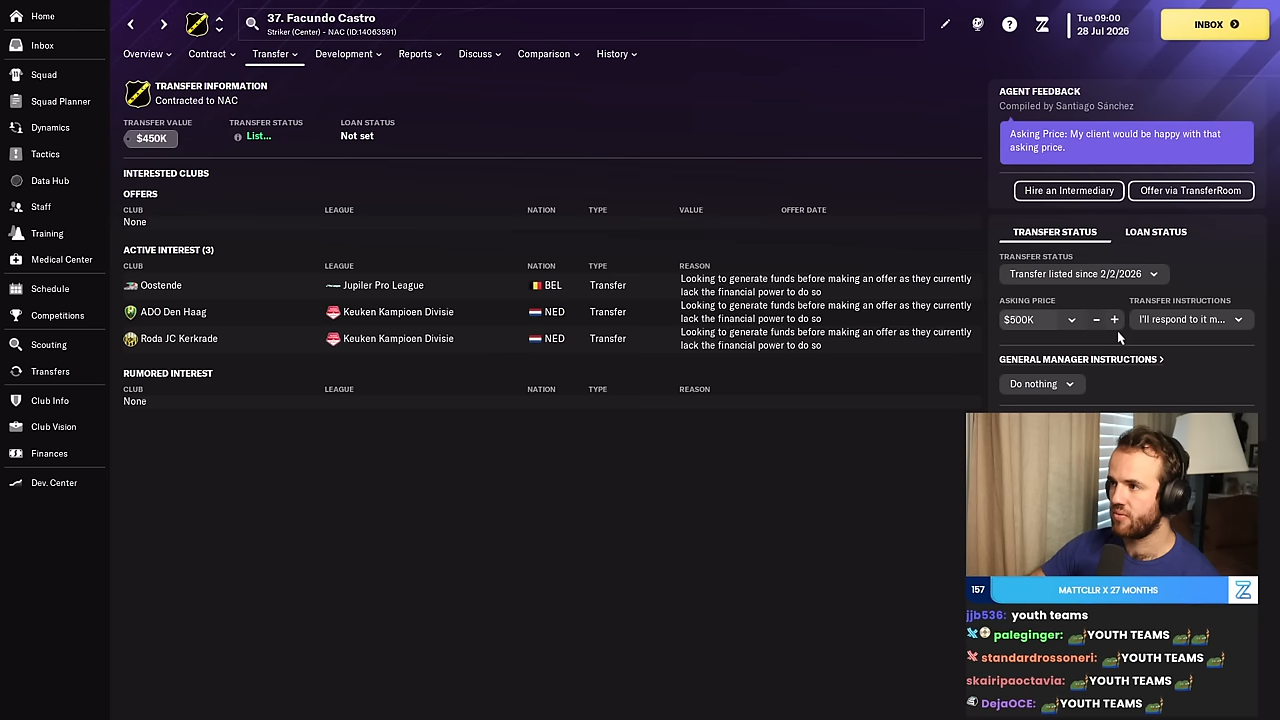 Home
Inbox
Squad
Squad Planner
Dynamics
Tactics
Data Hub
Staff
Training
Medical Center
Schedule
Competitions
Scouting
Transfers
Club Info
Club Vision
Finances
Dev. Center
37. Facundo Castro
Striker (Center) - NAC (ID:14063591)
Tue 09:00
28 Jul 2026
INBOX
Overview
Contract
Transfer
Development
Reports
Discuss
Comparison
History
TRANSFER INFORMATION
Contracted to NAC
TRANSFER VALUE
TRANSFER STATUS
LOAN STATUS
$450K
List...
Not set
INTERESTED CLUBS
OFFERS
CLUB LEAGUE NATION TYPE VALUE OFFER DATE
None
ACTIVE INTEREST (3)
CLUB LEAGUE NATION TYPE REASON
Oostende Jupiler Pro League BEL Transfer Looking to generate funds before making an offer as they currently
lack the financial power to do so
ADO Den Haag Keuken Kampioen Divisie NED Transfer Looking to generate funds before making an offer as they currently
lack the financial power to do so
Roda JC Kerkrade Keuken Kampioen Divisie NED Transfer Looking to generate funds before making an offer as they currently
lack the financial power to do so
RUMORED INTEREST
CLUB LEAGUE NATION TYPE REASON
None
AGENT FEEDBACK
Compiled by Santiago Sánchez
Asking Price: My client would be happy with that
asking price.
Hire an Intermediary
Offer via TransferRoom
TRANSFER STATUS
LOAN STATUS
TRANSFER STATUS
Transfer listed since 2/2/2026
ASKING PRICE
TRANSFER INSTRUCTIONS
$500K
I'll respond to it m...
GENERAL MANAGER INSTRUCTIONS >
Do nothing
157
MATTCLLR X 27 MONTHS
jjb536: youth teams
paleginger: YOUTH TEAMS
standardrossoneri: YOUTH TEAMS
skairipaoctavia: YOUTH TEAMS
DejaOCE: YOUTH TEAMS